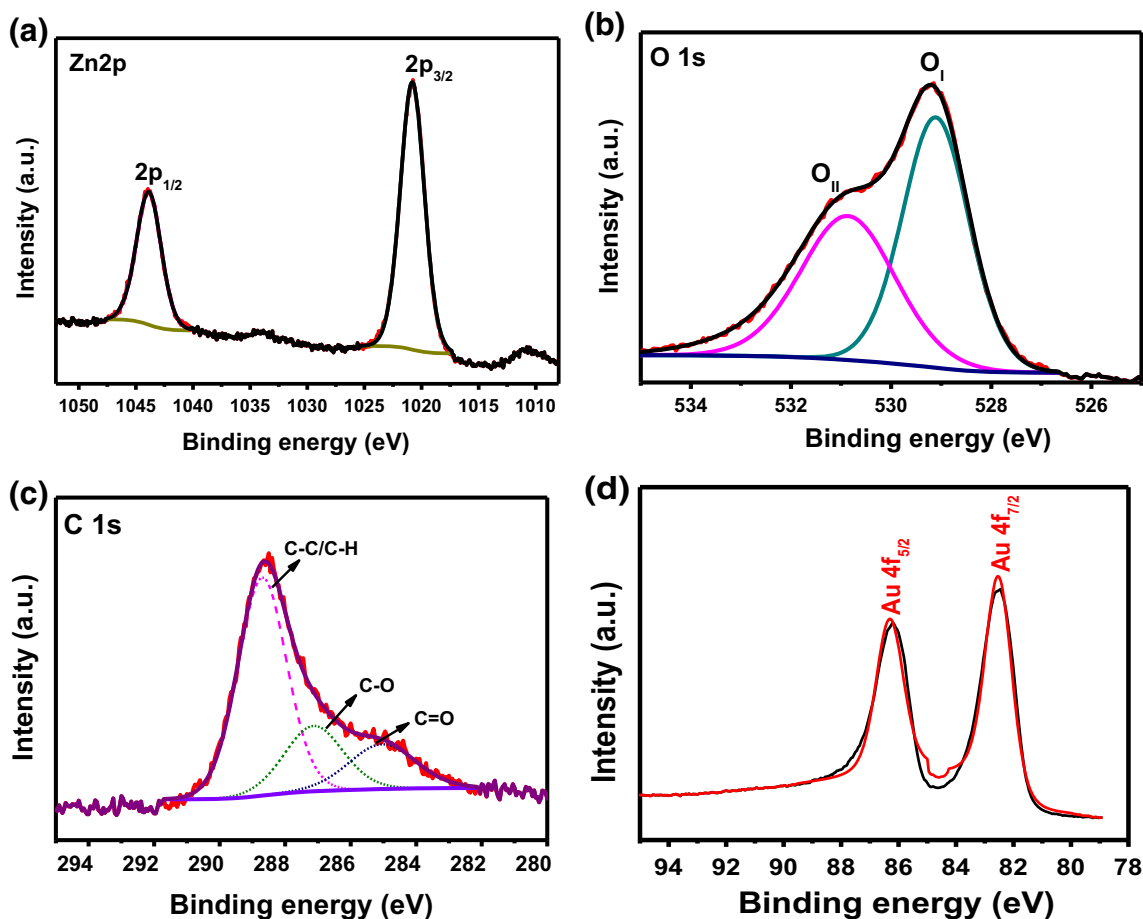 (a)
Zn2p
2p1/2
2p3/2
Intensity (a.u.)
1050 1045 1040 1035 1030 1025 1020 1015 1010
Binding energy (eV)
(b)
O 1s
OI
OII
Intensity (a.u.)
534 532 530 528 526
Binding energy (eV)
(c)
C 1s
C-C/C-H
C-O
C=O
Intensity (a.u.)
294 292 290 288 286 284 282 280
Binding energy (eV)
(d)
Au 4f5/2
Au 4f7/2
Intensity (a.u.)
94 92 90 88 86 84 82 80 78
Binding energy (eV)